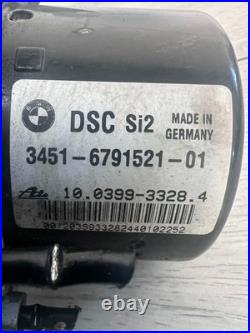 DSC Si2
MADE IN
GERMANY
3451-6791521-01
Ate 10.0399-3328.4